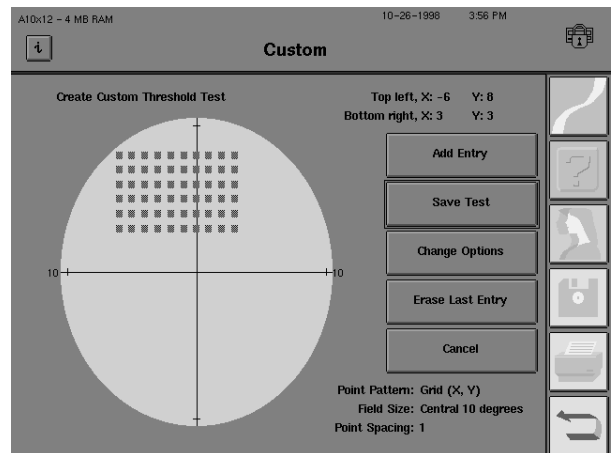 A10x12 - 4 MB RAM
10-26-1998 3:56 PM
i
Custom
Create Custom Threshold Test
Top left, X: -6 Y: 8
Bottom right, X: 3 Y: 3
Add Entry
Save Test
Change Options
Erase Last Entry
Cancel
10
10
?
Point Pattern: Grid (X, Y)
Field Size: Central 10 degrees
Point Spacing: 1